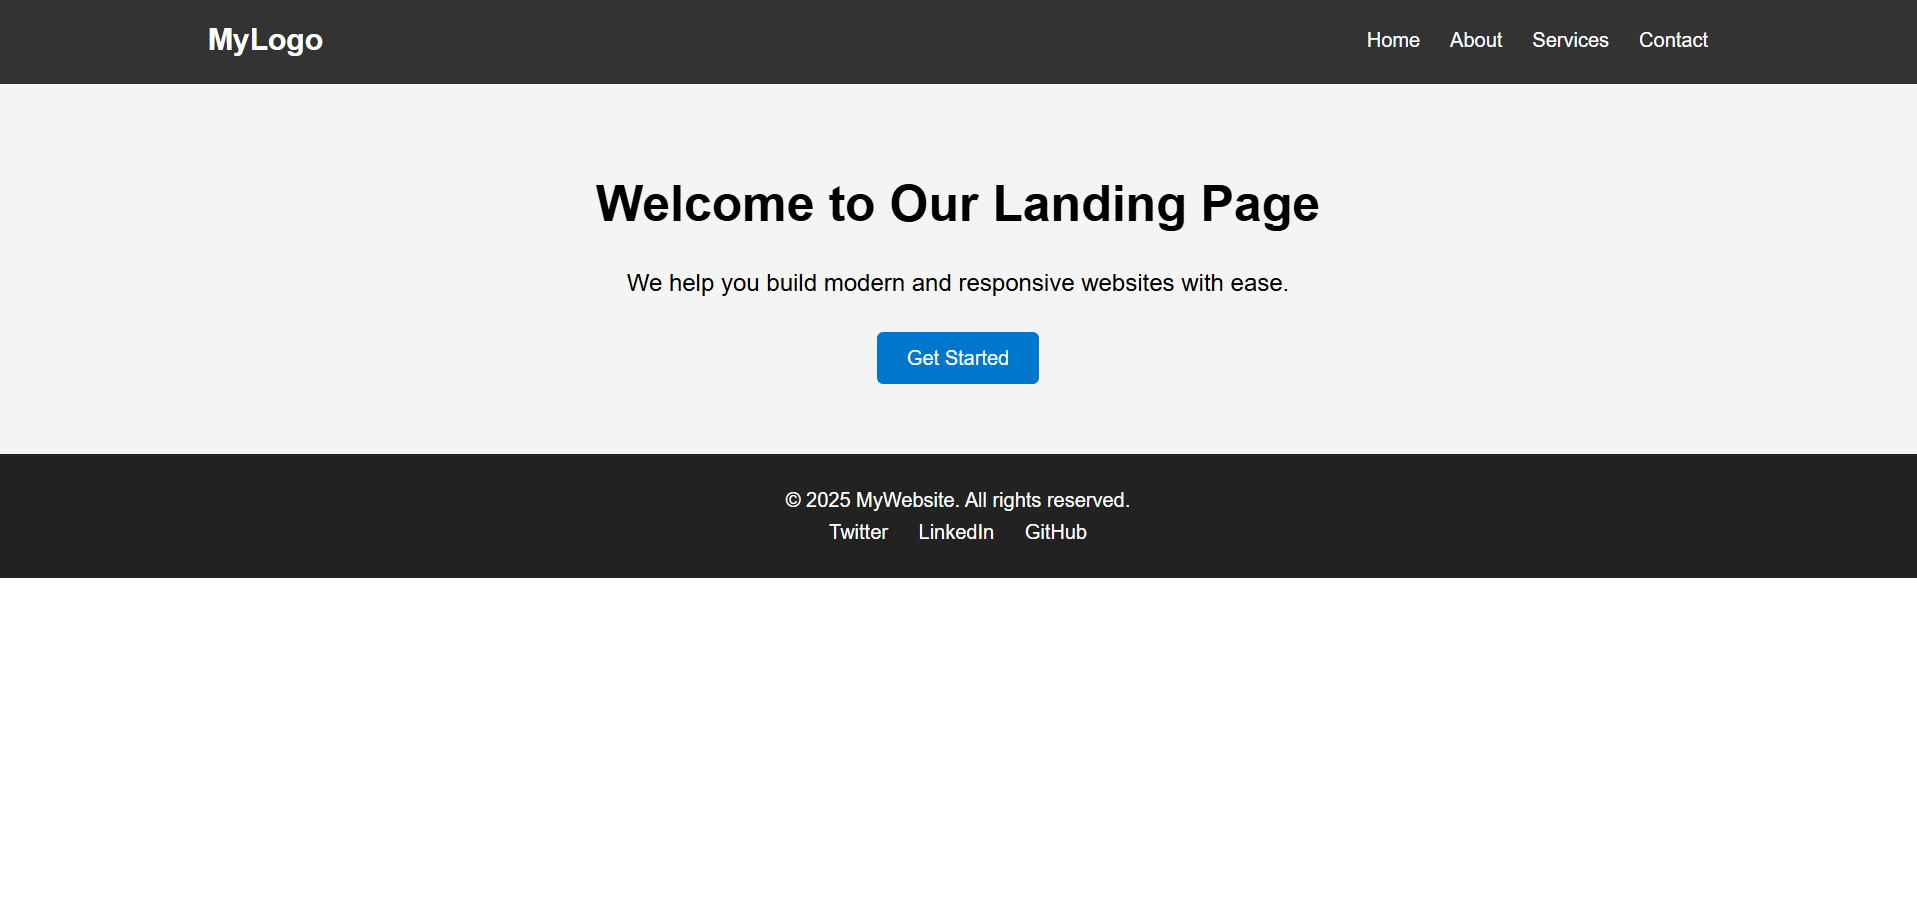 MyLogo Home About Services Contact
Welcome to Our Landing Page
We help you build modern and responsive websites with ease.
Get Started
© 2025 MyWebsite. All rights reserved.
Twitter LinkedIn GitHub